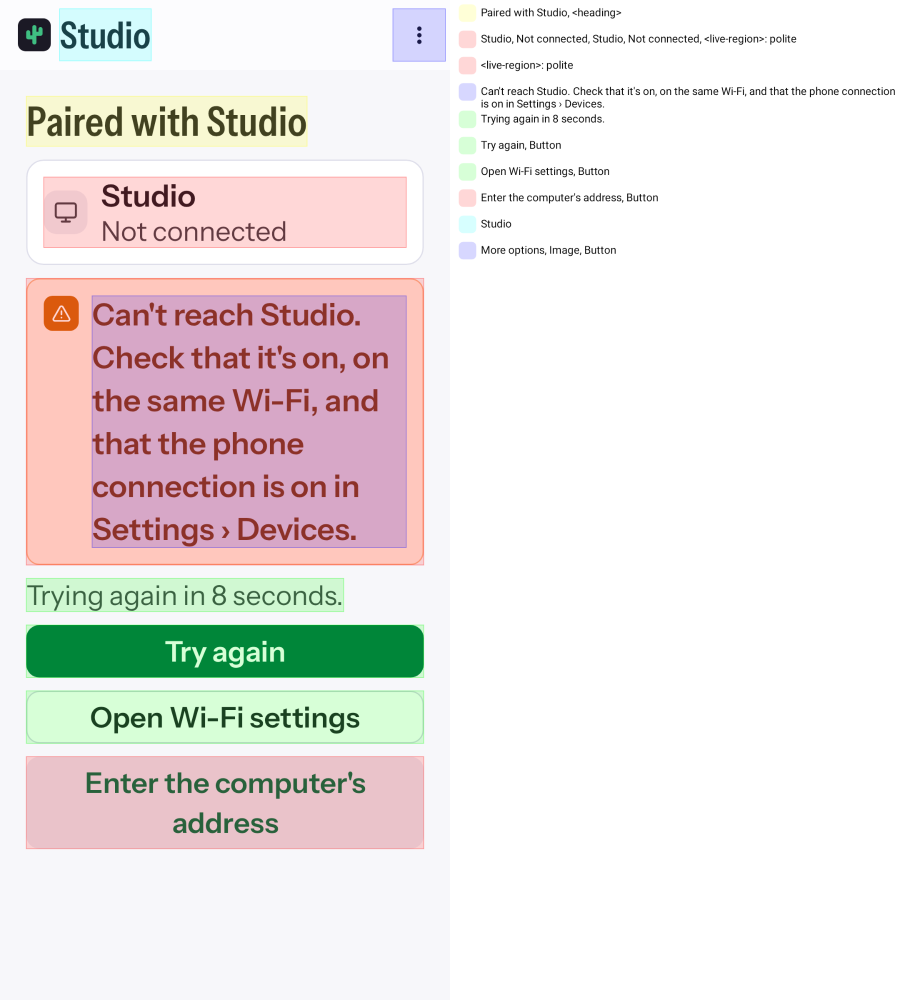 Studio
Paired with Studio
Studio
Not connected
Can't reach Studio.
Check that it's on, on
the same Wi-Fi, and
that the phone
connection is on in
Settings › Devices.
Trying again in 8 seconds.
Try again
Open Wi-Fi settings
Enter the computer's
address
Paired with Studio, <heading>
Studio, Not connected, Studio, Not connected, <live-region>: polite
<live-region>: polite
Can't reach Studio. Check that it's on, on the same Wi-Fi, and that the phone connection
is on in Settings › Devices.
Trying again in 8 seconds.
Try again, Button
Open Wi-Fi settings, Button
Enter the computer's address, Button
Studio
More options, Image, Button